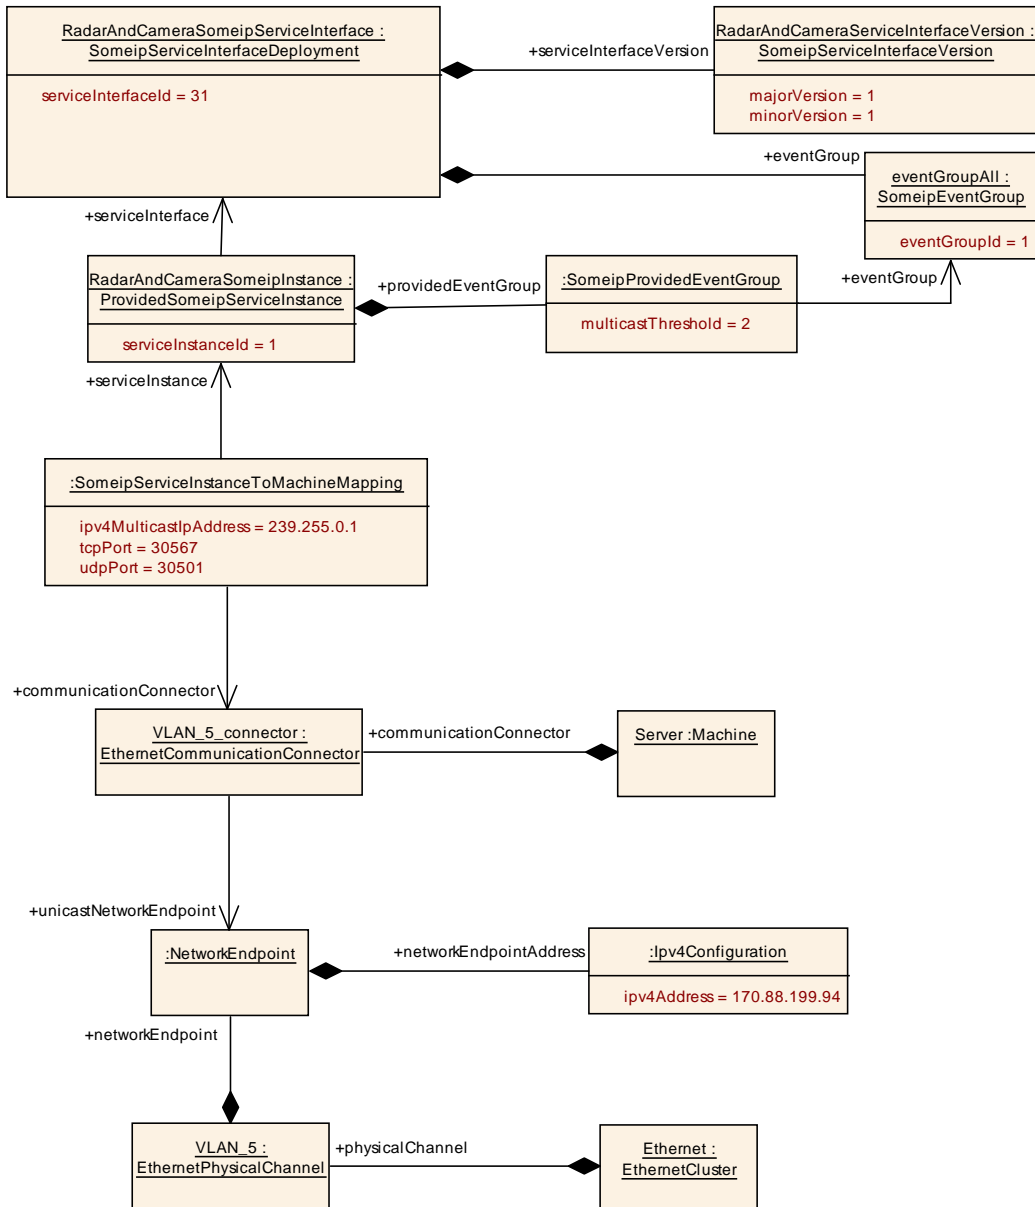 RadarAndCameraSomeipServiceInterface :
SomeipServiceInterfaceDeployment
serviceInterfaceId = 31
+serviceInterfaceVersion
RadarAndCameraServiceInterfaceVersion :
SomeipServiceInterfaceVersion
majorVersion = 1
minorVersion = 1
+eventGroup
eventGroupAll :
SomeipEventGroup
eventGroupId = 1
+serviceInterface
RadarAndCameraSomeipInstance :
ProvidedSomeipServiceInstance
serviceInstanceId = 1
+providedEventGroup
:SomeipProvidedEventGroup
multicastThreshold = 2
+eventGroup
+serviceInstance
:SomeipServiceInstanceToMachineMapping
ipv4MulticastIpAddress = 239.255.0.1
tcpPort = 30567
udpPort = 30501
+communicationConnector
VLAN_5_connector :
EthernetCommunicationConnector
+communicationConnector
Server :Machine
+unicastNetworkEndpoint
:NetworkEndpoint
+networkEndpointAddress
:Ipv4Configuration
ipv4Address = 170.88.199.94
+networkEndpoint
VLAN_5 :
EthernetPhysicalChannel
+physicalChannel
Ethernet :
EthernetCluster